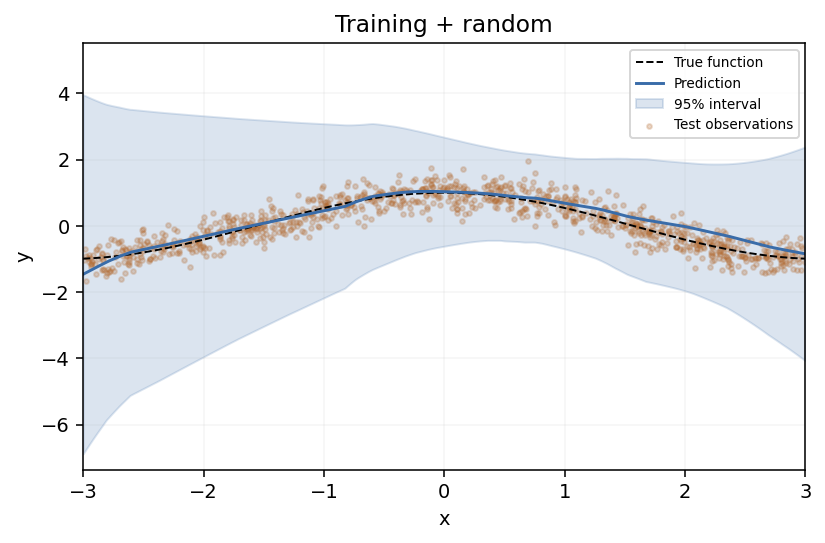 Training + random
True function
Prediction
95% interval
Test observations
y
4
2
0
−2
−4
−6
−3
−2
−1
0
1
2
3
x